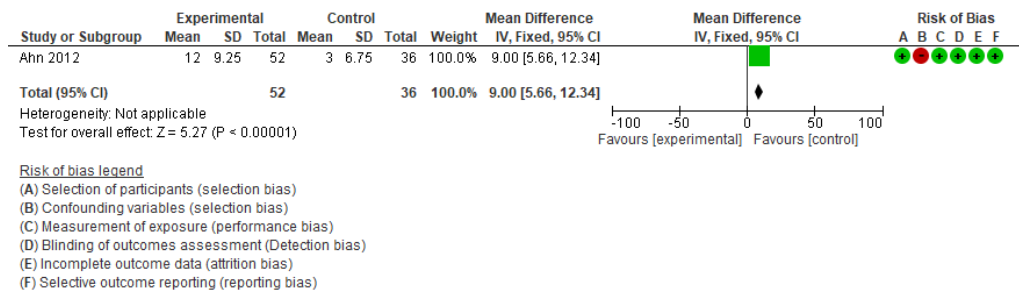 Experimental Control Mean Difference Mean Difference Risk of Bias
Study or Subgroup Mean SD Total Mean SD Total Weight IV, Fixed, 95% CI IV, Fixed, 95% CI A B C D E F
Ahn 2012 12 9.25 52 3 6.75 36 100.0% 9.00 [5.66, 12.34] + - + + + +
Total (95% CI) 52 36 100.0% 9.00 [5.66, 12.34]
Heterogeneity: Not applicable
Test for overall effect: Z = 5.27 (P < 0.00001)
-100 -50 0 50 100
Favours [experimental] Favours [control]
Risk of bias legend
(A) Selection of participants (selection bias)
(B) Confounding variables (selection bias)
(C) Measurement of exposure (performance bias)
(D) Blinding of outcomes assessment (Detection bias)
(E) Incomplete outcome data (attrition bias)
(F) Selective outcome reporting (reporting bias)